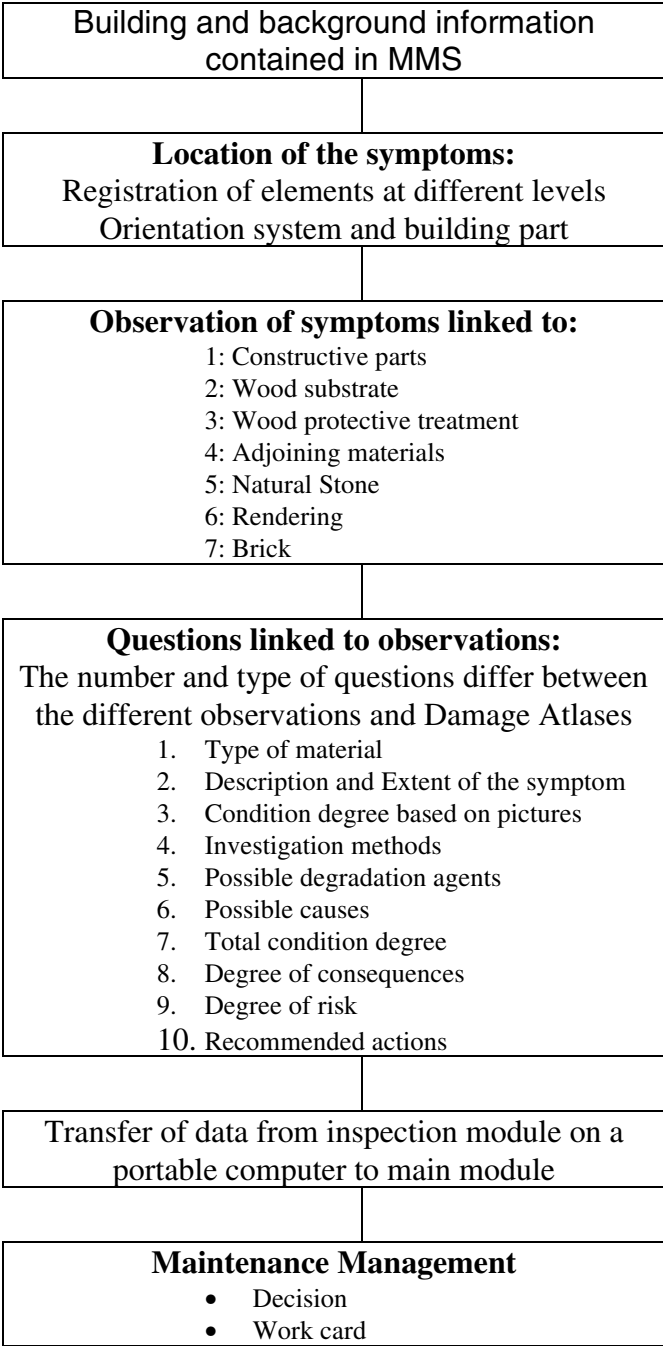 Building and background information
contained in MMS
Location of the symptoms:
Registration of elements at different levels
Orientation system and building part
Observation of symptoms linked to:
1: Constructive parts
2: Wood substrate
3: Wood protective treatment
4: Adjoining materials
5: Natural Stone
6: Rendering
7: Brick
Questions linked to observations:
The number and type of questions differ between
the different observations and Damage Atlases
1. Type of material
2. Description and Extent of the symptom
3. Condition degree based on pictures
4. Investigation methods
5. Possible degradation agents
6. Possible causes
7. Total condition degree
8. Degree of consequences
9. Degree of risk
10. Recommended actions
Transfer of data from inspection module on a
portable computer to main module
Maintenance Management
• Decision
• Work card